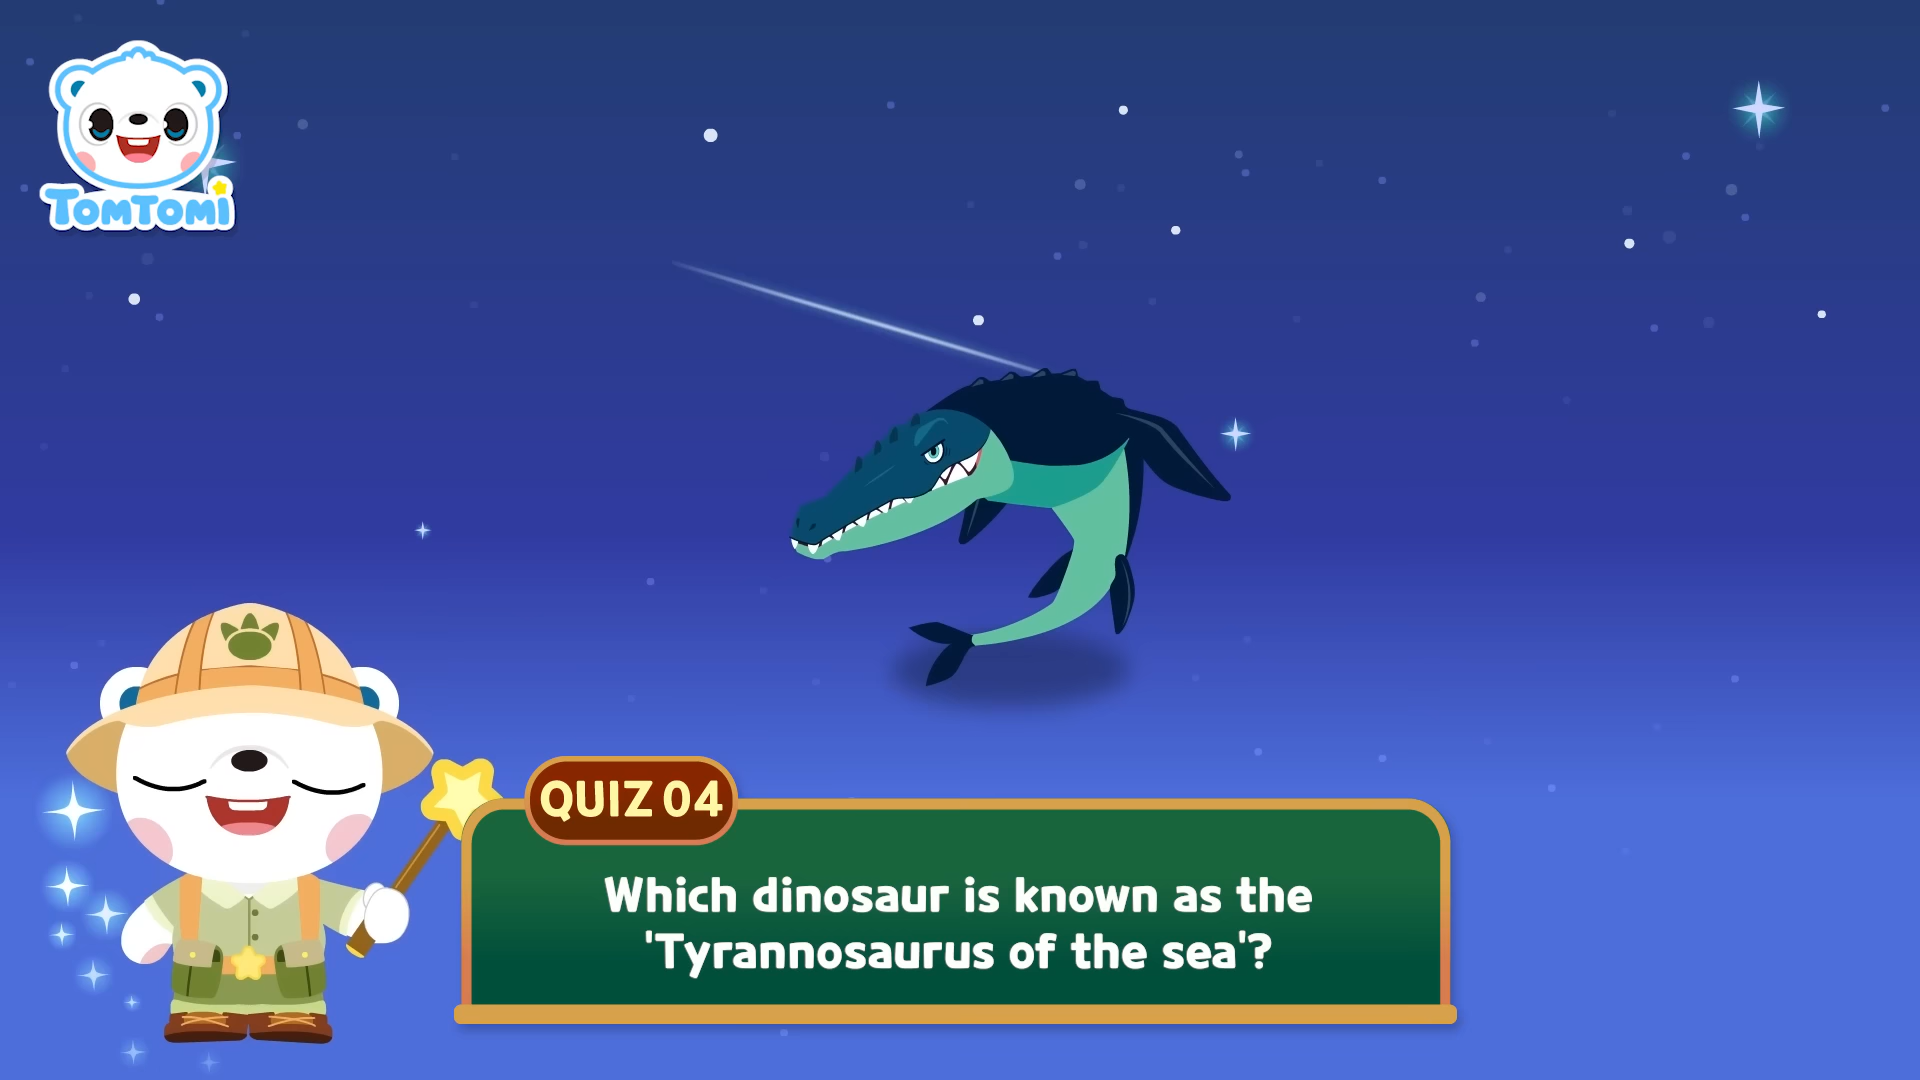 TOMTOMI
QUIZ 04
Which dinosaur is known as the
'Tyrannosaurus of the sea'?